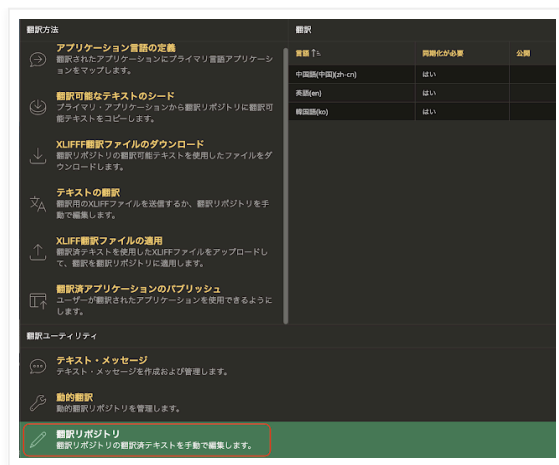 翻訳方法
アプリケーション言語の定義
翻訳されたアプリケーションにプライマリ言語アプリケーシ
ョンをマップします。
翻訳可能なテキストのシード
プライマリ・アプリケーションから翻訳リポジトリに翻訳可
能テキストをコピーします。
XLIFFF翻訳ファイルのダウンロード
翻訳リポジトリの翻訳可能テキストを使用したファイルをダ
ウンロードします。
テキストの翻訳
翻訳用のXLIFFファイルを送信するか、翻訳リポジトリを手
動で編集します。
XLIFF翻訳ファイルの適用
翻訳済テキストを使用したXLIFFファイルをアップロードし
て、翻訳を翻訳リポジトリに適用します。
翻訳済アプリケーションのパブリッシュ
ユーザーが翻訳されたアプリケーションを使用できるように
します。
翻訳
言語 同期化が必要 公開
中国語(中国)(zh-cn) はい
英語(en) はい
韓国語(ko) はい
翻訳ユーティリティ
テキスト・メッセージ
テキスト・メッセージを作成および管理します。
動的翻訳
動的翻訳リポジトリを管理します。
翻訳リポジトリ
翻訳リポジトリの翻訳済テキストを手動で編集します。